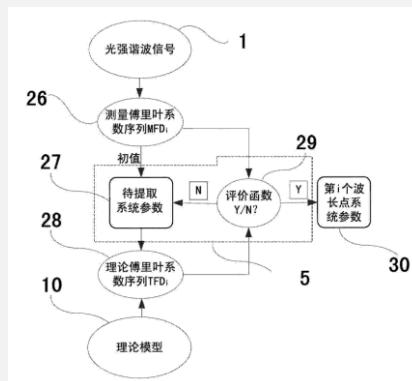 光强谐波信号
1
26
测量傅里叶系
数序列MFDᵢ
初值
29
27
待提取
系统参数
N
评价函数
Y/N?
Y
第i个波
长点系
统参数
28
理论傅里叶系
数序列TFDᵢ
5
30
10
理论模型